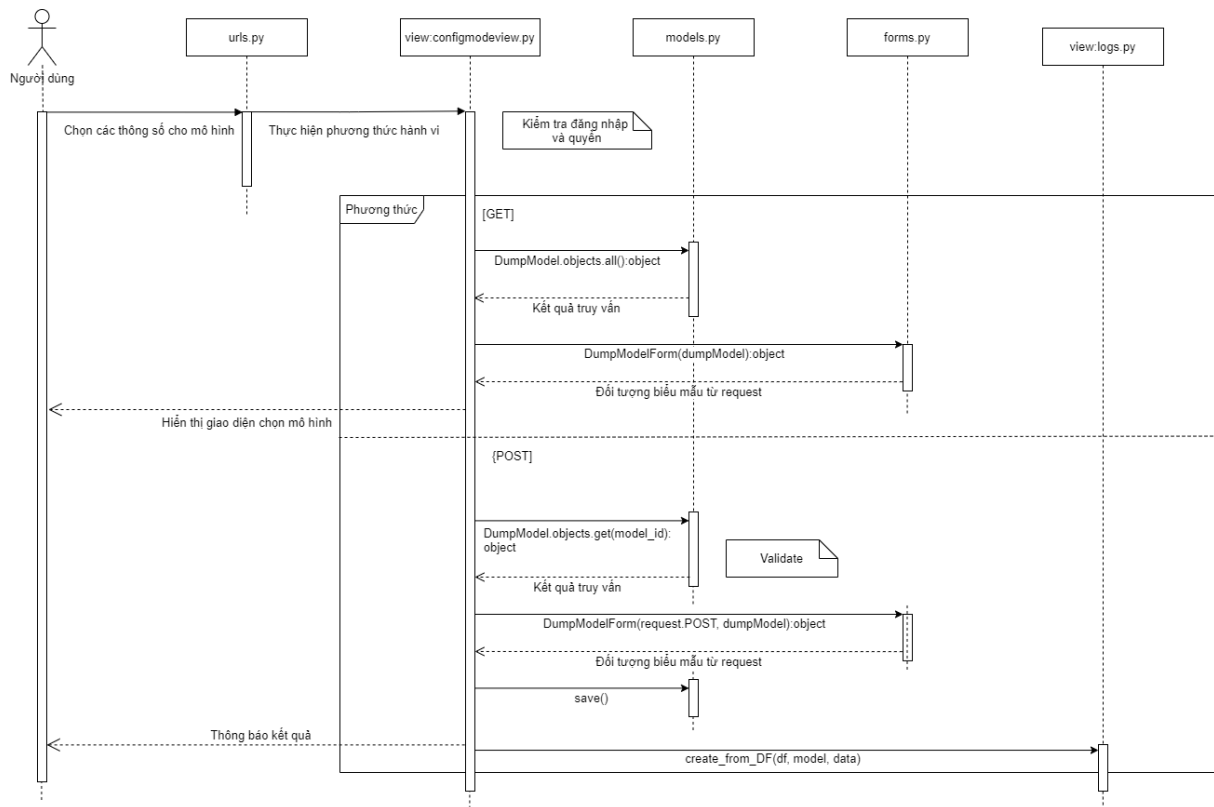 urls.py
view:configmodeview.py
models.py
forms.py
view:logs.py
Người dùng
Chọn các thông số cho mô hình
Thực hiện phương thức hành vi
Kiểm tra đăng nhập
và quyền
Phương thức
[GET]
DumpModel.objects.all():object
Kết quả truy vấn
DumpModelForm(dumpModel):object
Đối tượng biểu mẫu từ request
Hiển thị giao diện chọn mô hình
{POST]
DumpModel.objects.get(model_id):
object
Validate
Kết quả truy vấn
DumpModelForm(request.POST, dumpModel):object
Đối tượng biểu mẫu từ request
save()
Thông báo kết quả
create_from_DF(df, model, data)